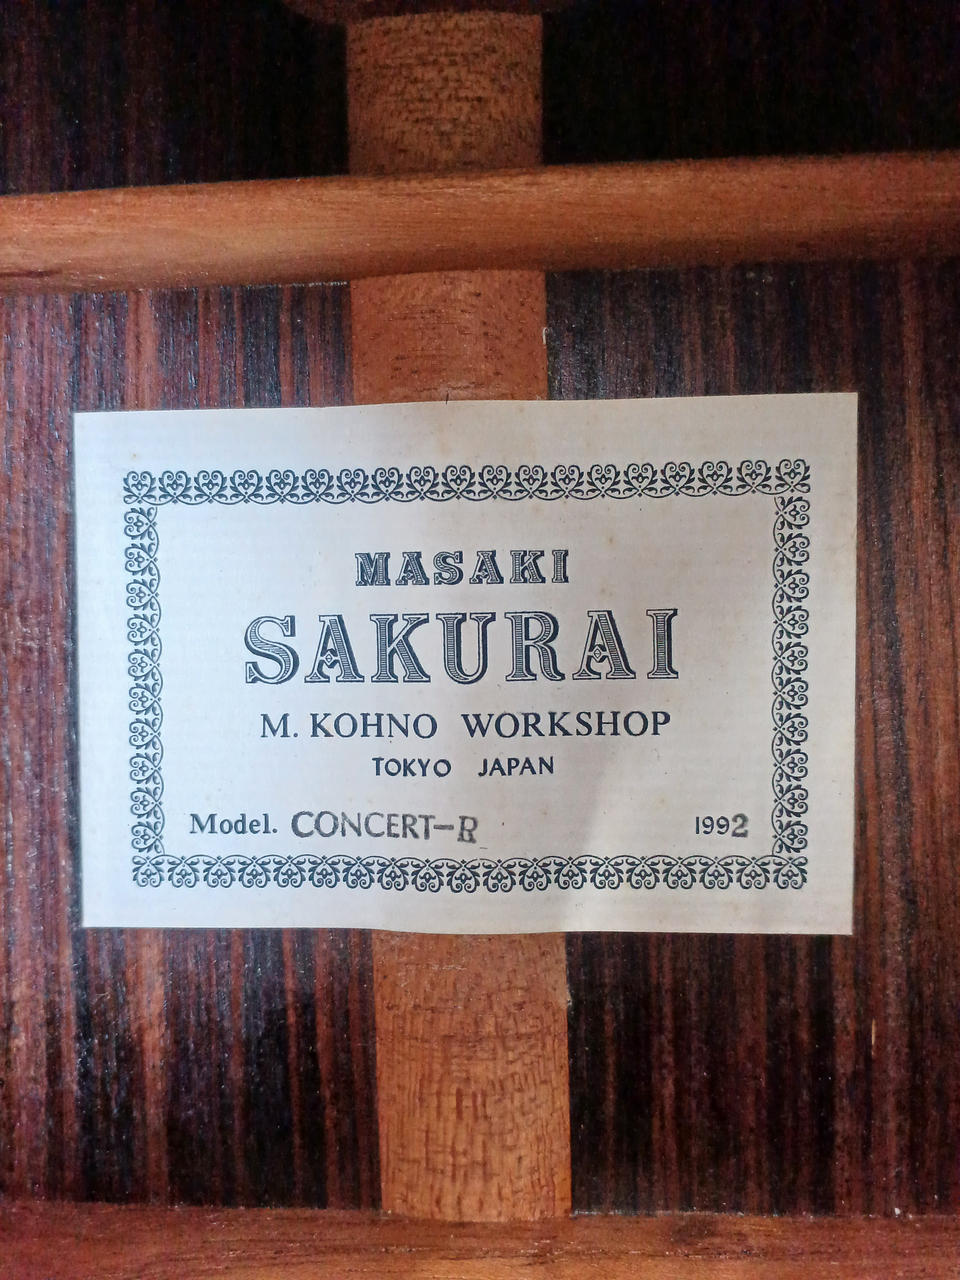 MASAKI
SAKURAI
M. KOHNO WORKSHOP
TOKYO JAPAN
Model. CONCERT-R 1992